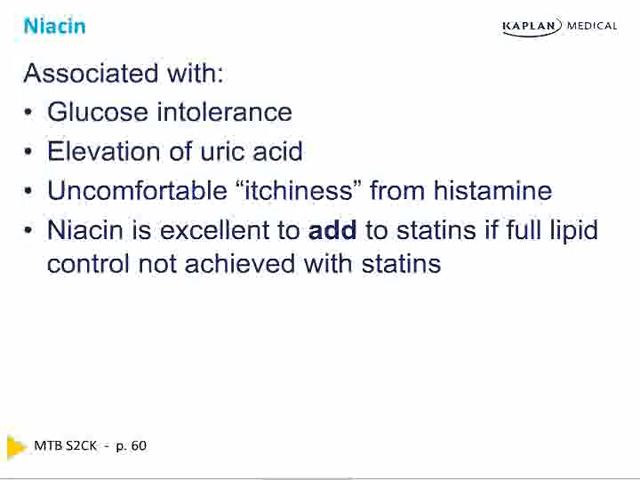 Niacin
KAPLAN MEDICAL
Associated with:
• Glucose intolerance
• Elevation of uric acid
• Uncomfortable “itchiness” from histamine
• Niacin is excellent to add to statins if full lipid
control not achieved with statins
MTB S2CK - p. 60